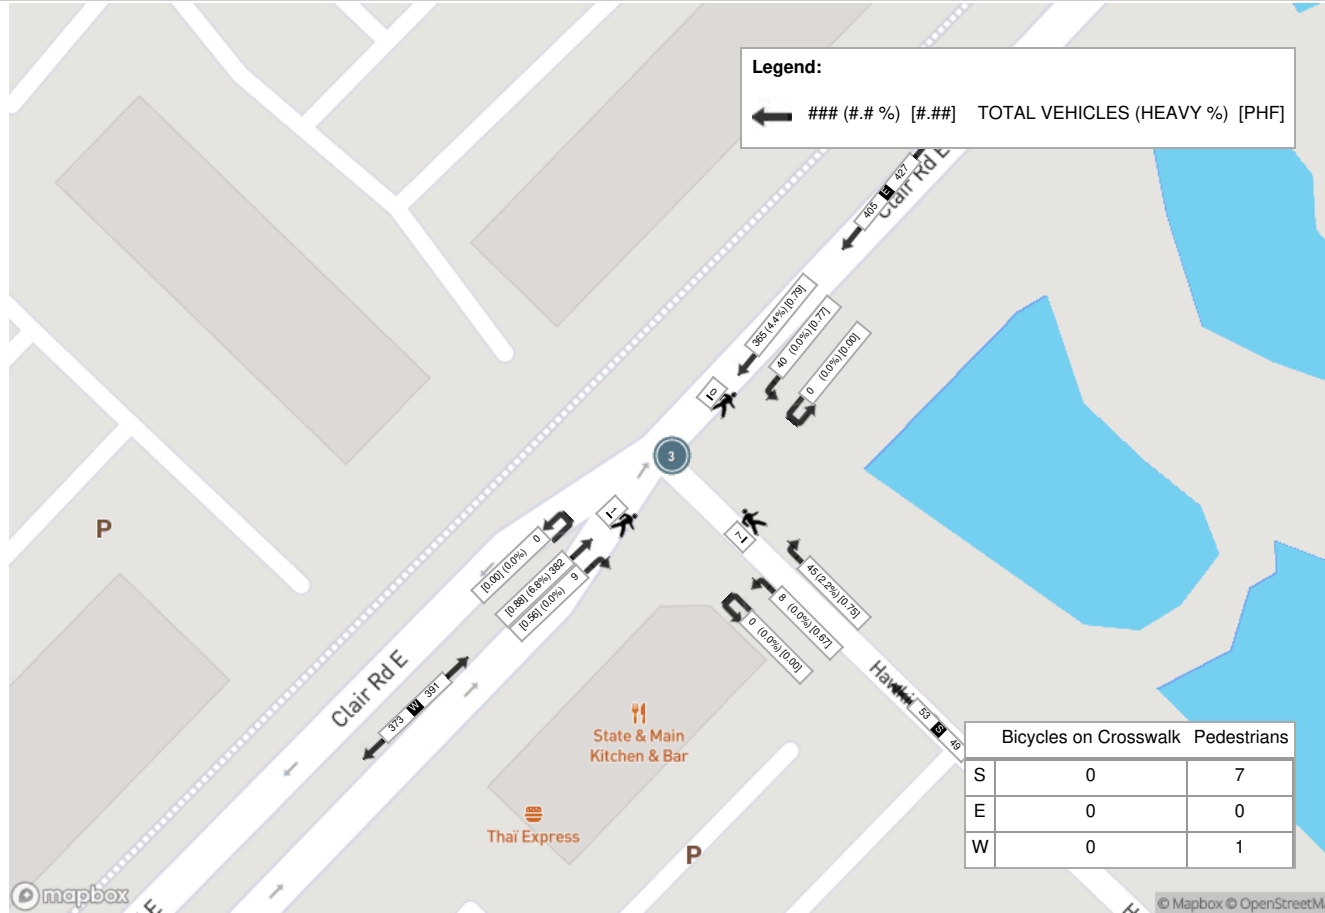 Legend:
### (#.# %) [#.##] TOTAL VEHICLES (HEAVY %) [PHF]
Clair Rd E
405 E 427
365 (4.4%) [0.79]
40 (0.0%) [0.77]
0 (0.0%) [0.00]
0
3
1
7
[0.00] (0.0%) 0
[0.88] (6.8%) 382
[0.56] (0.0%) 9
45 (2.2%) [0.75]
8 (0.0%) [0.67]
0 (0.0%) [0.00]
P
Clair Rd E
373 W 391
53 S 49
State & Main
Kitchen & Bar
Thaï Express
P
Bicycles on Crosswalk Pedestrians
S 0 7
E 0 0
W 0 1
mapbox
E
© Mapbox © OpenStreetM